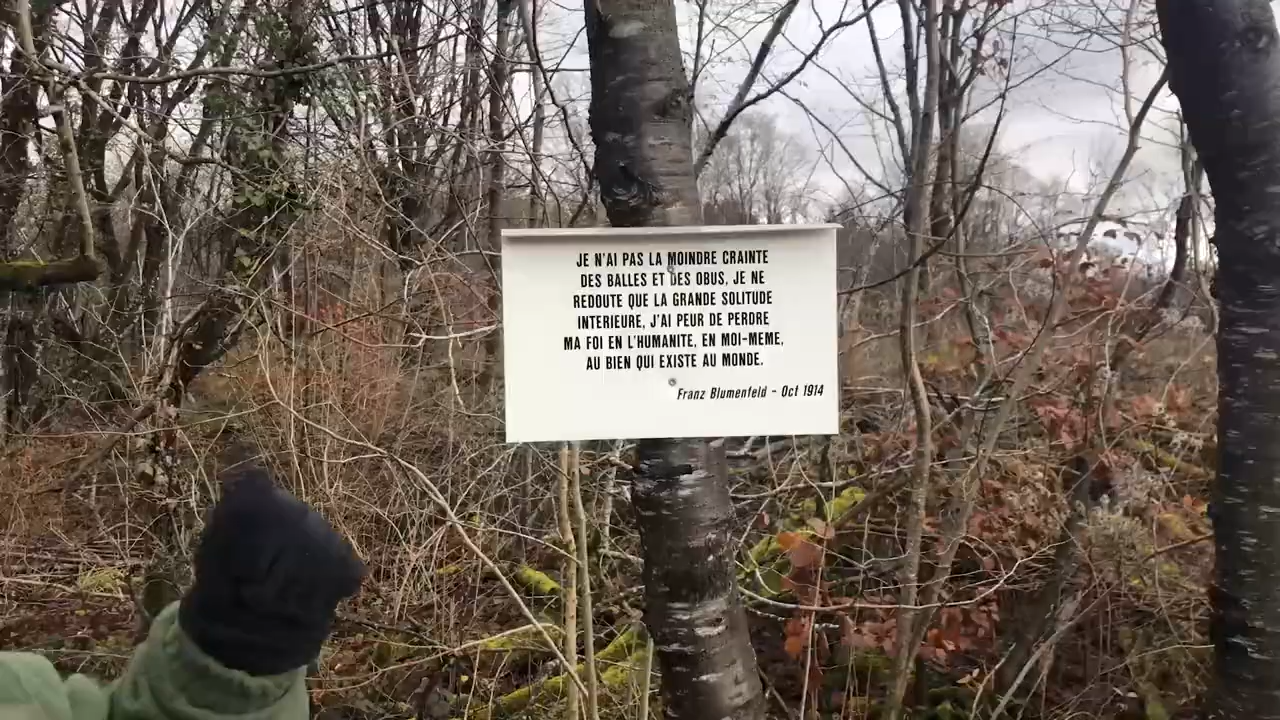 JE N'AI PAS LA MOINDRE CRAINTE
DES BALLES ET DES OBUS, JE NE
REDOUTE QUE LA GRANDE SOLITUDE
INTERIEURE, J'AI PEUR DE PERDRE
MA FOI EN L'HUMANITE, EN MOI-MEME,
AU BIEN QUI EXISTE AU MONDE.
Franz Blumenfeld - Oct 1914